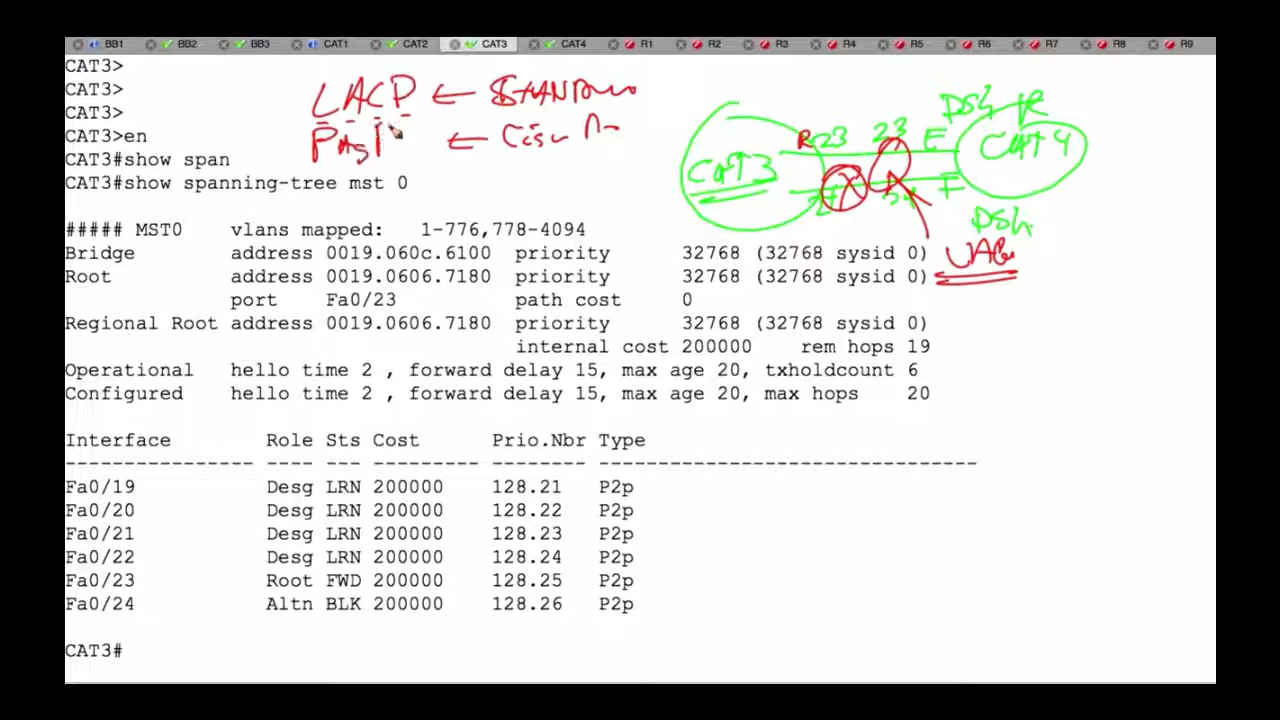 BB1 BB2 BB3 CAT1 CAT2 CAT3 CAT4 R1 R2 R3 R4 R5 R6 R7 R8 R9
CAT3>
CAT3>
CAT3>
CAT3>en
CAT3#show span
CAT3#show spanning-tree mst 0
LACP ←
PAgP ←
CAT3
R 23 23
CAT 4
##### MST0 vlans mapped: 1-776,778-4094
Bridge address 0019.060c.6100 priority 32768 (32768 sysid 0)
Root address 0019.0606.7180 priority 32768 (32768 sysid 0)
port Fa0/23 path cost 0
Regional Root address 0019.0606.7180 priority 32768 (32768 sysid 0)
internal cost 200000 rem hops 19
Operational hello time 2 , forward delay 15, max age 20, txholdcount 6
Configured hello time 2 , forward delay 15, max age 20, max hops 20
Interface Role Sts Cost Prio.Nbr Type
---------------- ---- --- --------- -------- --------------------------------
Fa0/19 Desg LRN 200000 128.21 P2p
Fa0/20 Desg LRN 200000 128.22 P2p
Fa0/21 Desg LRN 200000 128.23 P2p
Fa0/22 Desg LRN 200000 128.24 P2p
Fa0/23 Root FWD 200000 128.25 P2p
Fa0/24 Altn BLK 200000 128.26 P2p
CAT3#